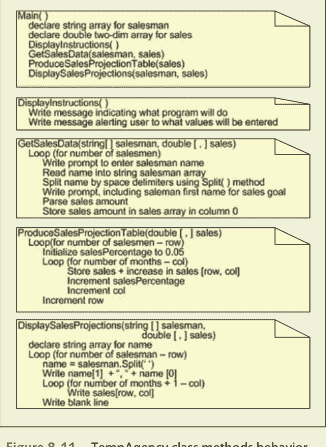 Main( )
declare string array for salesman
declare double two-dim array for sales
DisplayInstructions( )
GetSalesData(salesman, sales)
ProduceSalesProjectionTable(sales)
DisplaySalesProjections(salesman, sales)
DisplayInstructions( )
Write message indicating what program will do
Write message alerting user to what values will be entered
GetSalesData(string[ ] salesman, double [ , ] sales)
Loop (for number of salesmen)
Write prompt to enter salesman name
Read name into string salesman array
Split name by space delimiters using Split( ) method
Write prompt, including saleman first name for sales goal
Parse sales amount
Store sales amount in sales array in column 0
ProduceSalesProjectionTable(double [ , ] sales)
Loop(for number of salesmen – row)
Initialize salesPercentage to 0.05
Loop (for number of months – col)
Store sales + increase in sales [row, col]
Increment salesPercentage
Increment col
Increment row
DisplaySalesProjections(string [ ] salesman,
double [ , ] sales)
declare string array for name
Loop (for number of salesman – row)
name = salesman.Split(' ')
Write name[1] + ", " + name [0]
Loop (for number of months + 1 – col)
Write sales[row, col]
Write blank line
Figure 8-11 TempAgency class methods behavior